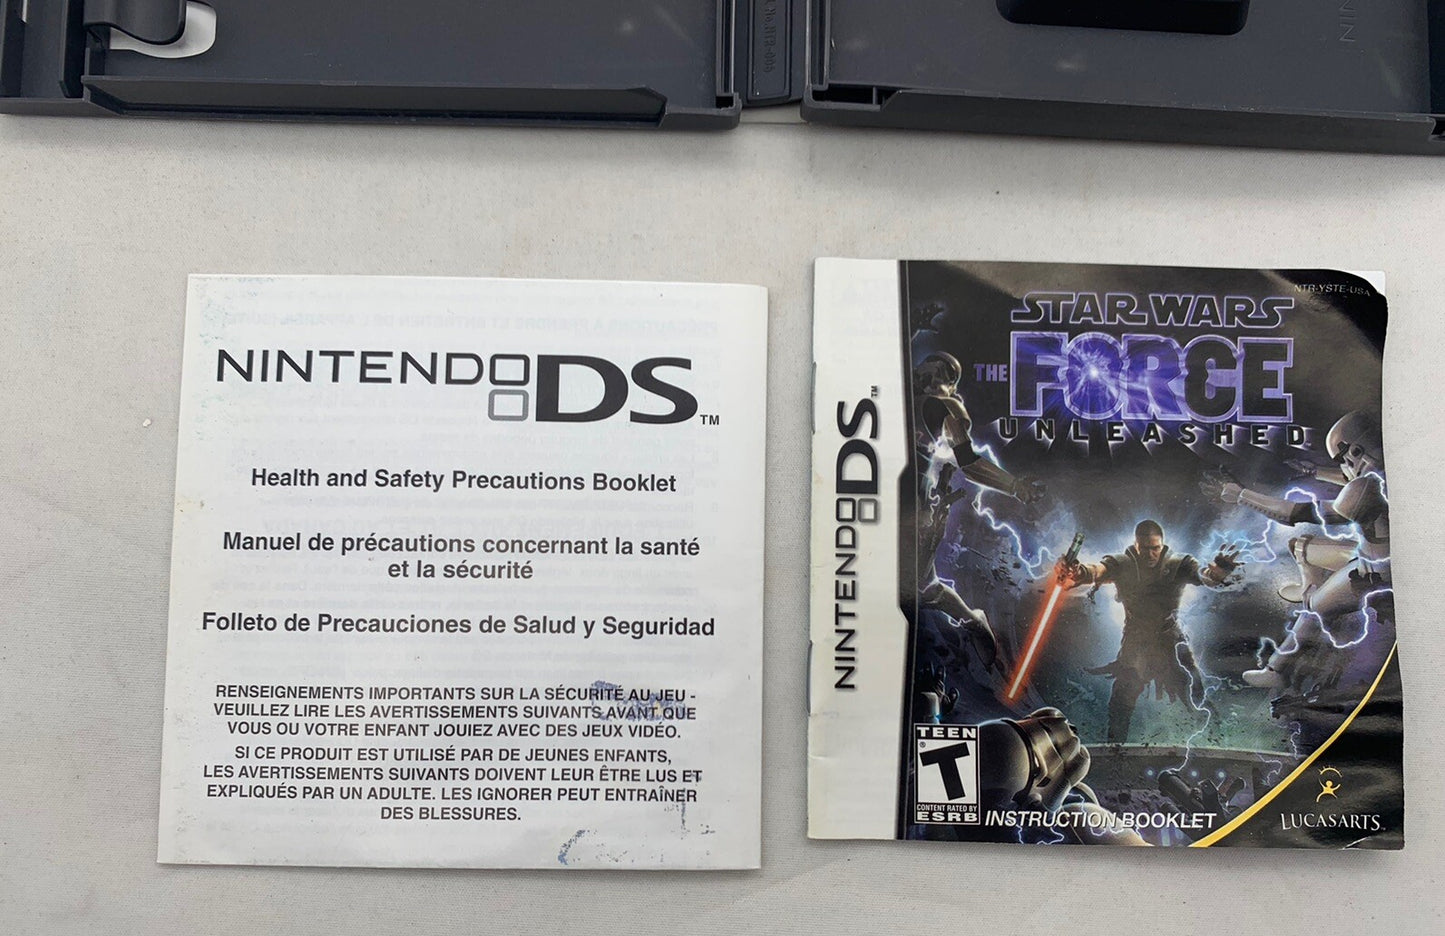 NINTENDO DS™
Health and Safety Precautions Booklet
Manuel de précautions concernant la santé
et la sécurité
Folleto de Precauciones de Salud y Seguridad
RENSEIGNEMENTS IMPORTANTS SUR LA SÉCURITÉ AU JEU -
VEUILLEZ LIRE LES AVERTISSEMENTS SUIVANTS AVANT QUE
VOUS OU VOTRE ENFANT JOUIEZ AVEC DES JEUX VIDÉO.
SI CE PRODUIT EST UTILISÉ PAR DE JEUNES ENFANTS,
LES AVERTISSEMENTS SUIVANTS DOIVENT LEUR ÊTRE LUS ET
EXPLIQUÉS PAR UN ADULTE. LES IGNORER PEUT ENTRAÎNER
DES BLESSURES.
NINTENDO DS™
NTR-YSTE-USA
STAR WARS
THE FORCE
UNLEASHED
TEEN
T
®
CONTENT RATED BY
ESRB
INSTRUCTION BOOKLET
LUCASARTS